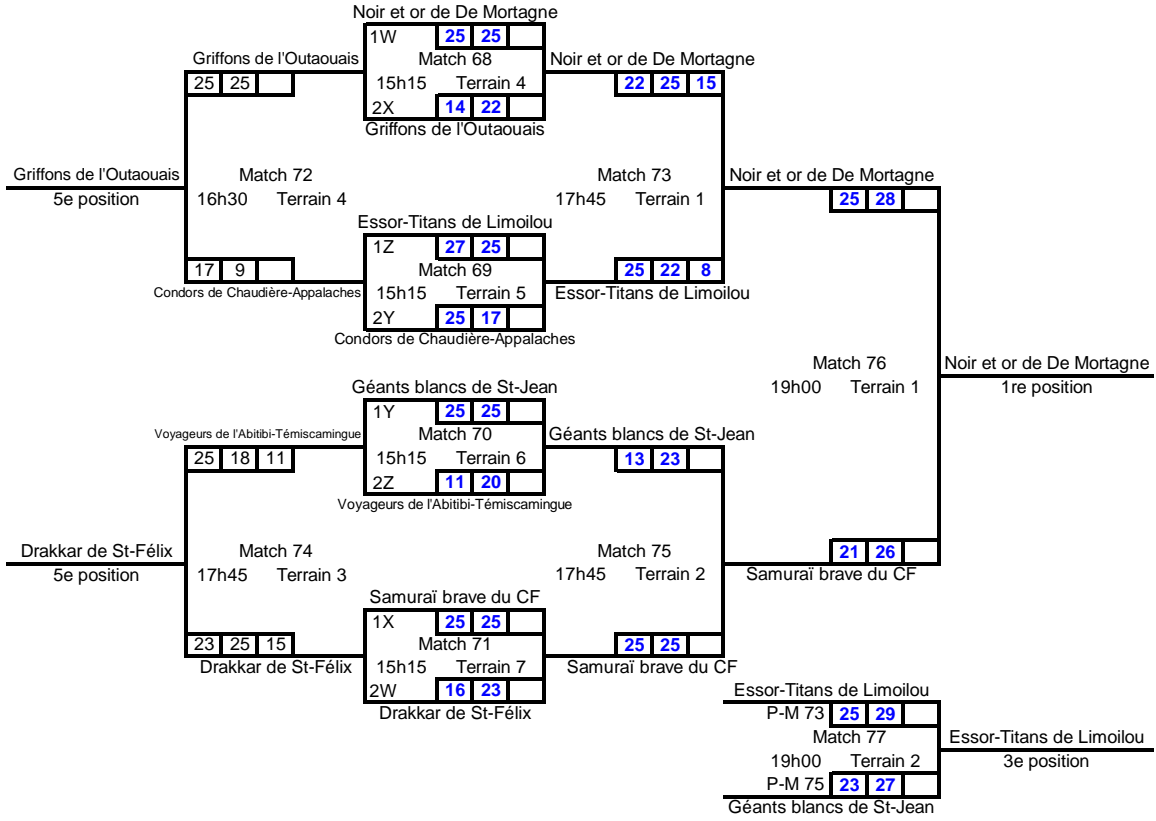 Noir et or de De Mortagne
1W 25 25
Griffons de l'Outaouais Match 68 Noir et or de De Mortagne
25 25 15h15 Terrain 4 22 25 15
2X 14 22
Griffons de l'Outaouais
Griffons de l'Outaouais Match 72 Match 73 Noir et or de De Mortagne
5e position 16h30 Terrain 4 17h45 Terrain 1 25 28
Essor-Titans de Limoilou
1Z 27 25
17 9 Match 69 25 22 8
Condors de Chaudière-Appalaches 15h15 Terrain 5 Essor-Titans de Limoilou
2Y 25 17
Condors de Chaudière-Appalaches
Match 76 Noir et or de De Mortagne
19h00 Terrain 1 1re position
Géants blancs de St-Jean
1Y 25 25
Voyageurs de l'Abitibi-Témiscamingue Match 70 Géants blancs de St-Jean
25 18 11 15h15 Terrain 6 13 23
2Z 11 20
Voyageurs de l'Abitibi-Témiscamingue
Drakkar de St-Félix Match 74 Match 75 21 26
5e position 17h45 Terrain 3 17h45 Terrain 2 Samuraï brave du CF
Samuraï brave du CF
1X 25 25
23 25 15 Match 71 25 25
Drakkar de St-Félix 15h15 Terrain 7 Samuraï brave du CF
2W 16 23
Drakkar de St-Félix
Essor-Titans de Limoilou
P-M 73 25 29
Match 77 Essor-Titans de Limoilou
19h00 Terrain 2 3e position
P-M 75 23 27
Géants blancs de St-Jean